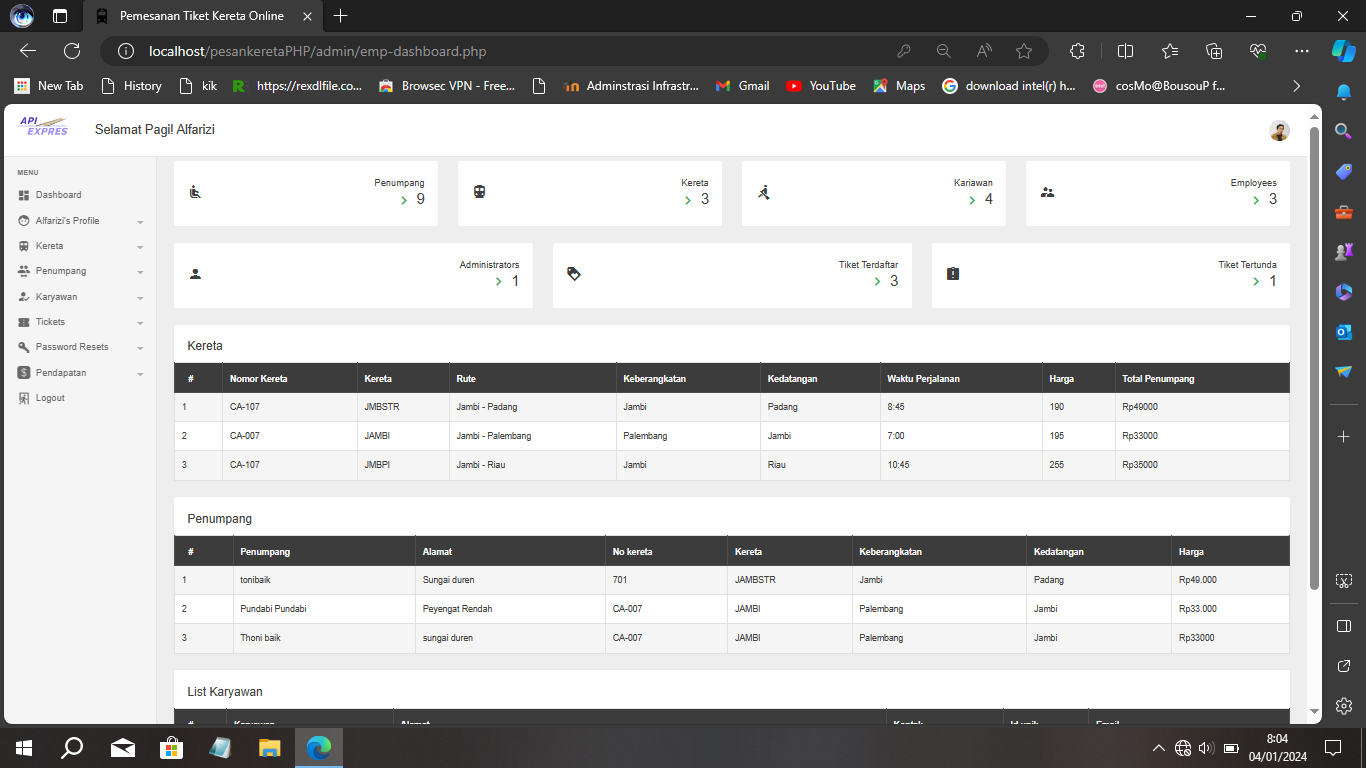 Pemesanan Tiket Kereta Online
localhost/pesankeretaPHP/admin/emp-dashboard.php
New Tab History kik https://rexdlfile.co... Browsec VPN - Free... Adminstrasi Infrastr... Gmail YouTube Maps download intel(r) h... cosMo@BousouP f...
API EXPRES
Selamat Pagi! Alfarizi
MENU
Dashboard
Alfarizi's Profile
Kereta
Penumpang
Karyawan
Tickets
Password Resets
Pendapatan
Logout
Penumpang
9
Kereta
3
Kariawan
4
Employees
3
Administrators
1
Tiket Terdaftar
3
Tiket Tertunda
1
Kereta
# Nomor Kereta Kereta Rute Keberangkatan Kedatangan Waktu Perjalanan Harga Total Penumpang
1 CA-107 JMBSTR Jambi - Padang Jambi Padang 8:45 190 Rp49000
2 CA-007 JAMBI Jambi - Palembang Palembang Jambi 7:00 195 Rp33000
3 CA-107 JMBPI Jambi - Riau Jambi Riau 10:45 255 Rp35000
Penumpang
# Penumpang Alamat No kereta Kereta Keberangkatan Kedatangan Harga
1 tonibaik Sungai duren 701 JAMBSTR Jambi Padang Rp49.000
2 Pundabi Pundabi Peyengat Rendah CA-007 JAMBI Palembang Jambi Rp33.000
3 Thoni baik sungai duren CA-007 JAMBI Palembang Jambi Rp33000
List Karyawan
# Karyawan Alamat Kontak Id unik Email
8:04
04/01/2024